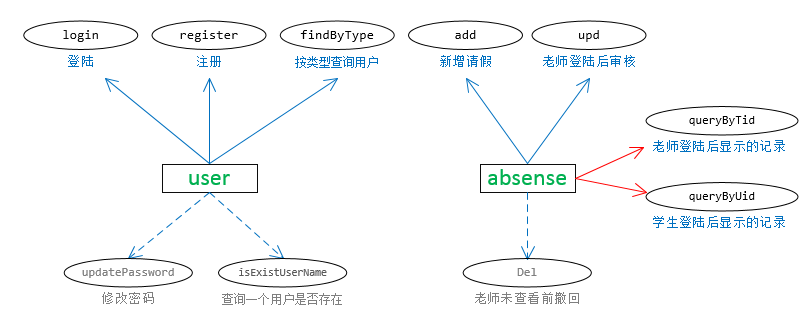 login
register
findByType
add
upd
登陆
注册
按类型查询用户
新增请假
老师登陆后审核
queryByTid
老师登陆后显示的记录
user
absense
queryByUid
学生登陆后显示的记录
updatePassword
isExistUserName
Del
修改密码
查询一个用户是否存在
老师未查看前撤回